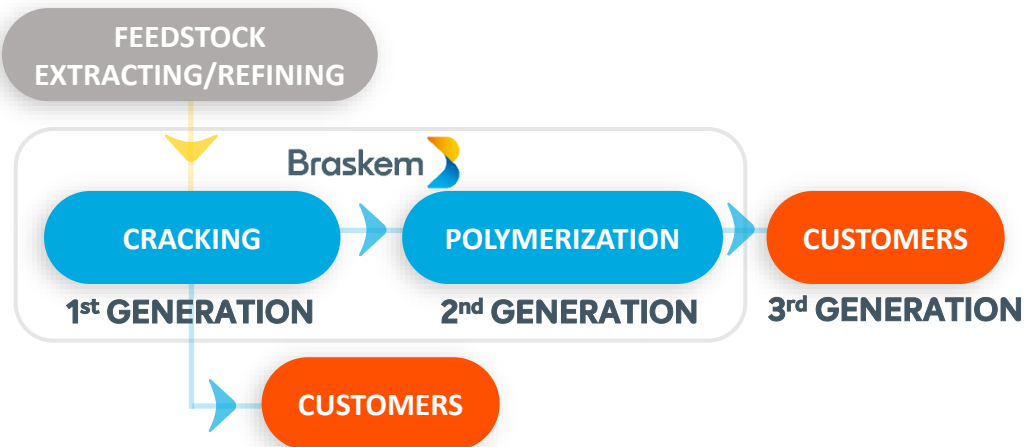 FEEDSTOCK
EXTRACTING/REFINING
Braskem
CRACKING
POLYMERIZATION
CUSTOMERS
1st GENERATION
2nd GENERATION
3rd GENERATION
CUSTOMERS